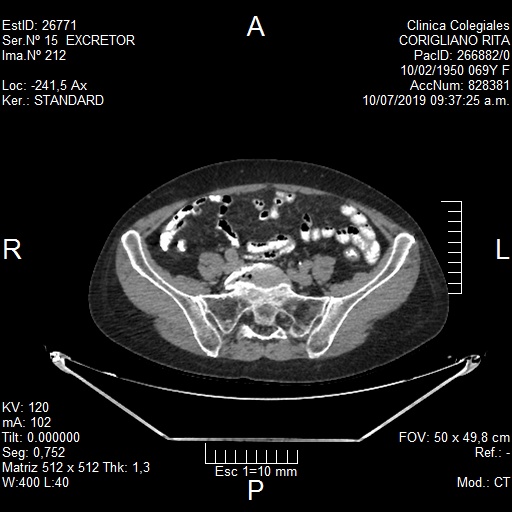 EstID: 26771
Ser.Nº 15 EXCRETOR
Ima.Nº 212
Loc: -241,5 Ax
Ker.: STANDARD
A
Clinica Colegiales
CORIGLIANO RITA
PacID: 266882/0
10/02/1950 069Y F
AccNum: 828381
10/07/2019 09:37:25 a.m.
R
L
KV: 120
mA: 102
Tilt: 0.000000
Seg: 0,752
Matriz 512 x 512 Thk: 1,3
W:400 L:40
Esc 1=10 mm
P
FOV: 50 x 49,8 cm
Ref.: -
Mod.: CT